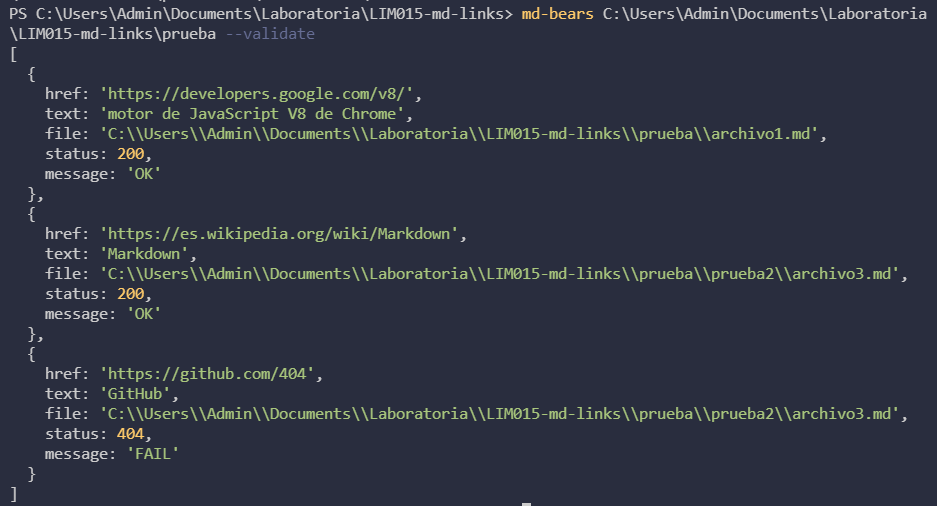 PS C:\Users\Admin\Documents\Laboratoria\LIM015-md-links> md-bears C:\Users\Admin\Documents\Laboratoria
\LIM015-md-links\prueba --validate
[
  {
    href: 'https://developers.google.com/v8/',
    text: 'motor de JavaScript V8 de Chrome',
    file: 'C:\\Users\\Admin\\Documents\\Laboratoria\\LIM015-md-links\\prueba\\archivo1.md',
    status: 200,
    message: 'OK'
  },
  {
    href: 'https://es.wikipedia.org/wiki/Markdown',
    text: 'Markdown',
    file: 'C:\\Users\\Admin\\Documents\\Laboratoria\\LIM015-md-links\\prueba\\prueba2\\archivo3.md',
    status: 200,
    message: 'OK'
  },
  {
    href: 'https://github.com/404',
    text: 'GitHub',
    file: 'C:\\Users\\Admin\\Documents\\Laboratoria\\LIM015-md-links\\prueba\\prueba2\\archivo3.md',
    status: 404,
    message: 'FAIL'
  }
]